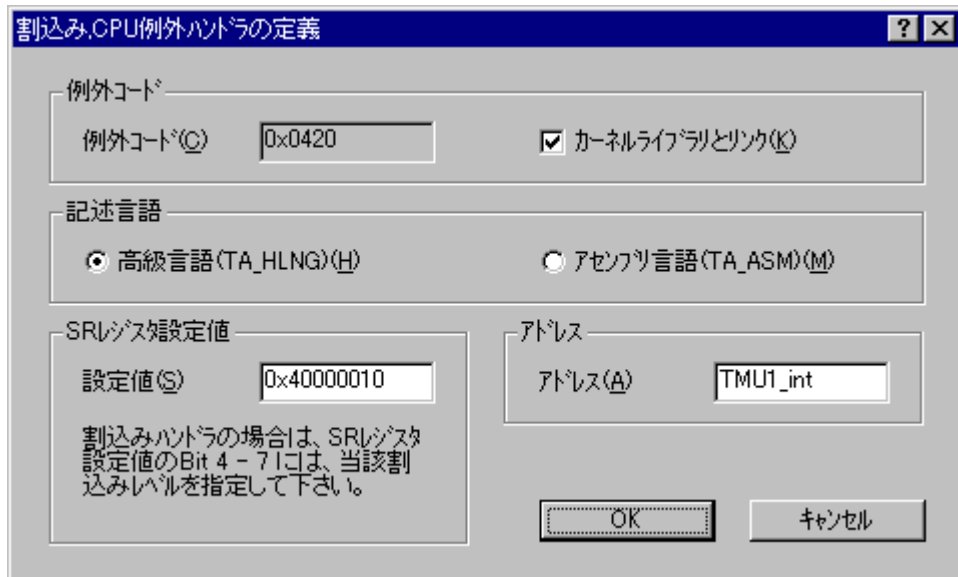 割込み,CPU例外ハンドラの定義
例外コード
例外コード(C) 0x0420 カーネルライブラリとリンク(K)
記述言語
高級言語(TA_HLNG)(H) アセンブリ言語(TA_ASM)(M)
SRレジスタ設定値
設定値(S) 0x40000010
割込みハンドラの場合は、SRレジスタ
設定値のBit 4 - 7には、当該割
込みレベルを指定して下さい。
アドレス
アドレス(A) TMU1_int
OK キャンセル